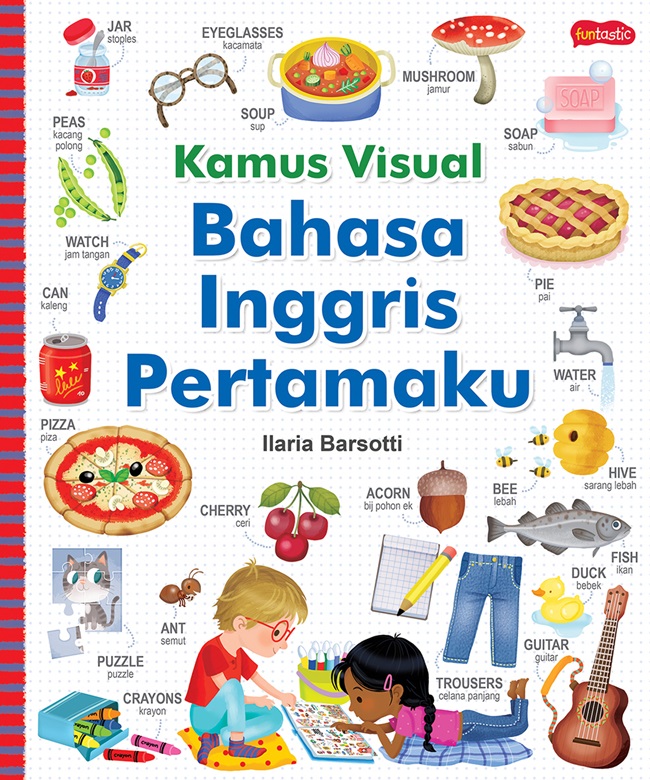 JAR
stoples
EYEGLASSES
kacamata
SOUP
sup
MUSHROOM
jamur
funtastic
SOAP
SOAP
sabun
PEAS
kacang
polong
Kamus Visual
Bahasa
Inggris
Pertamaku
WATCH
jam tangan
PIE
pai
CAN
kaleng
WATER
air
Ilaria Barsotti
PIZZA
piza
CHERRY
ceri
ACORN
bij pohon ek
BEE
lebah
HIVE
sarang lebah
FISH
ikan
DUCK
bebek
ANT
semut
PUZZLE
puzzle
CRAYONS
krayon
Crayon
Crayon
TROUSERS
celana panjang
GUITAR
guitar